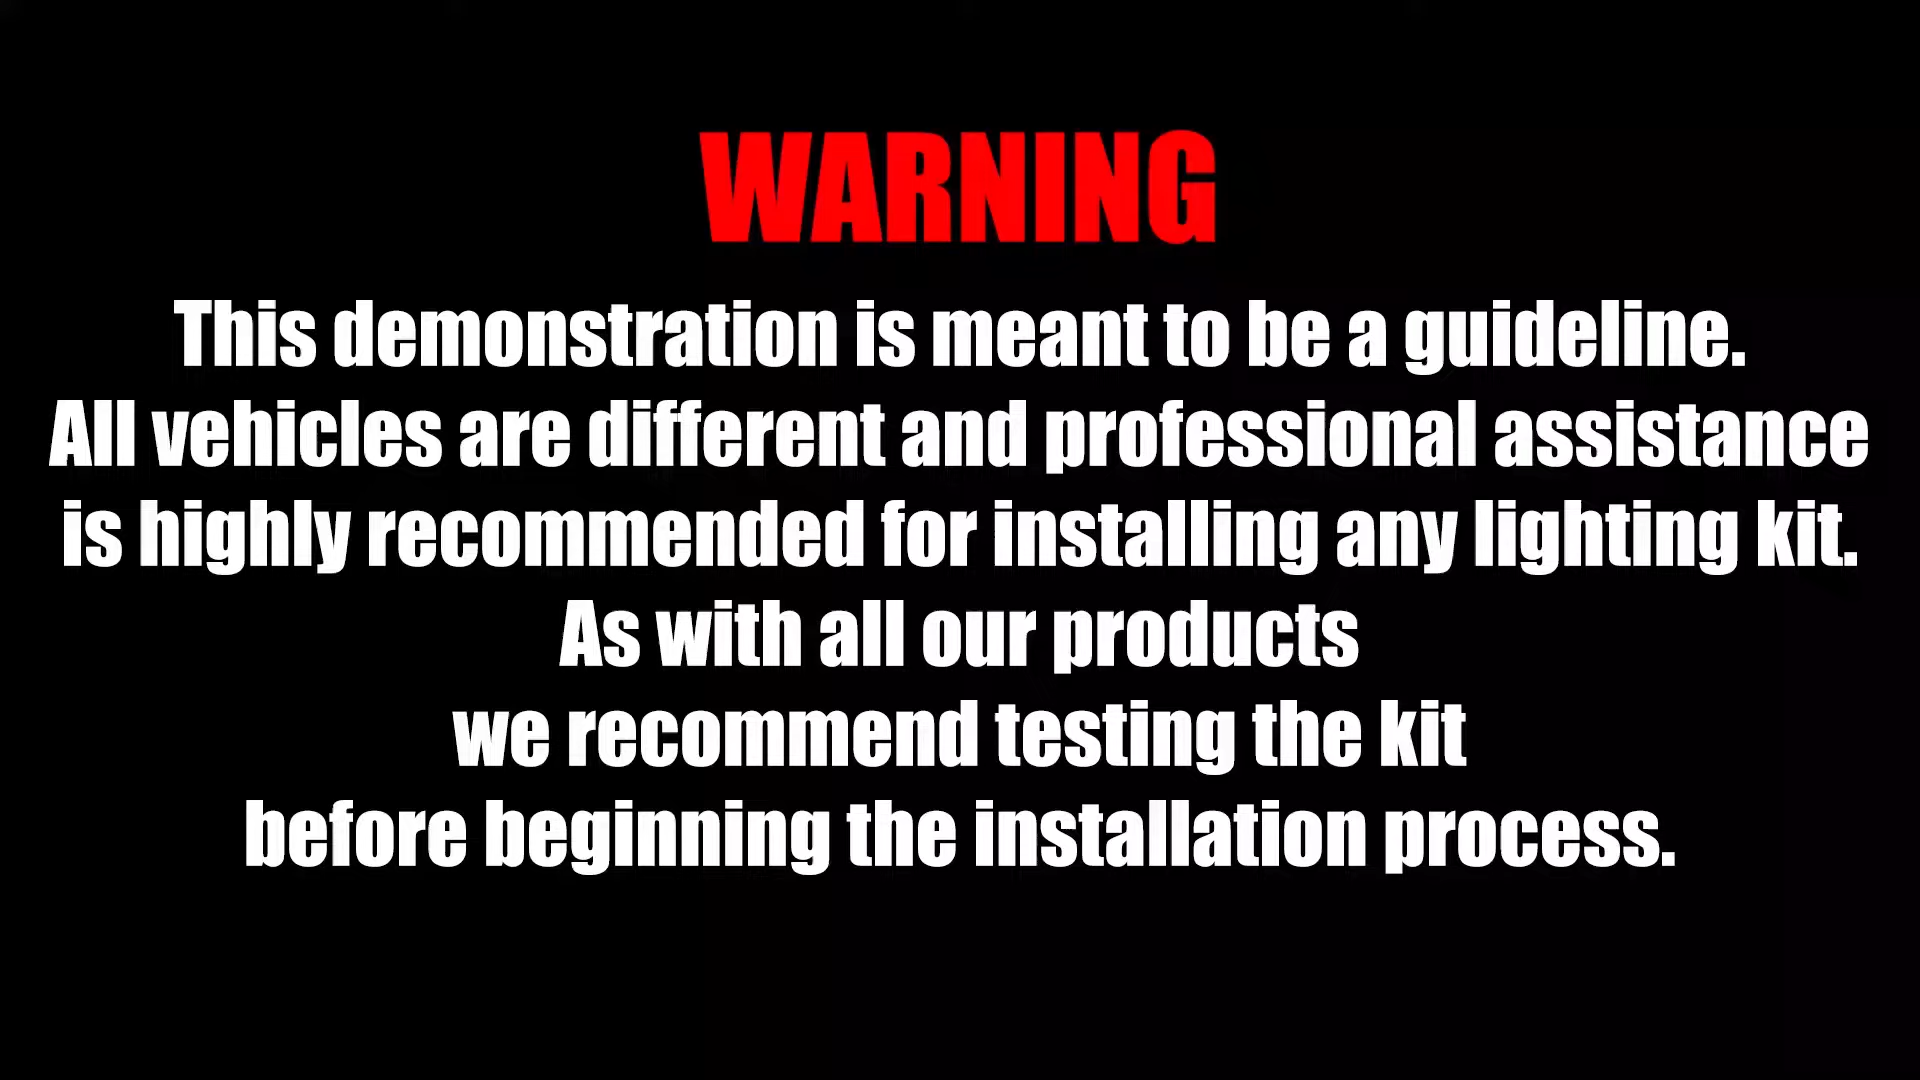 WARNING
This demonstration is meant to be a guideline.
All vehicles are different and professional assistance
is highly recommended for installing any lighting kit.
As with all our products
we recommend testing the kit
before beginning the installation process.